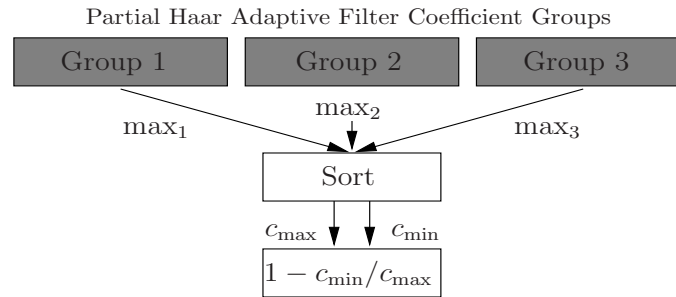 Partial Haar Adaptive Filter Coefficient Groups
Group 1 Group 2 Group 3
max₁ max₂ max₃
Sort
c_max c_min
1 − c_min/c_max